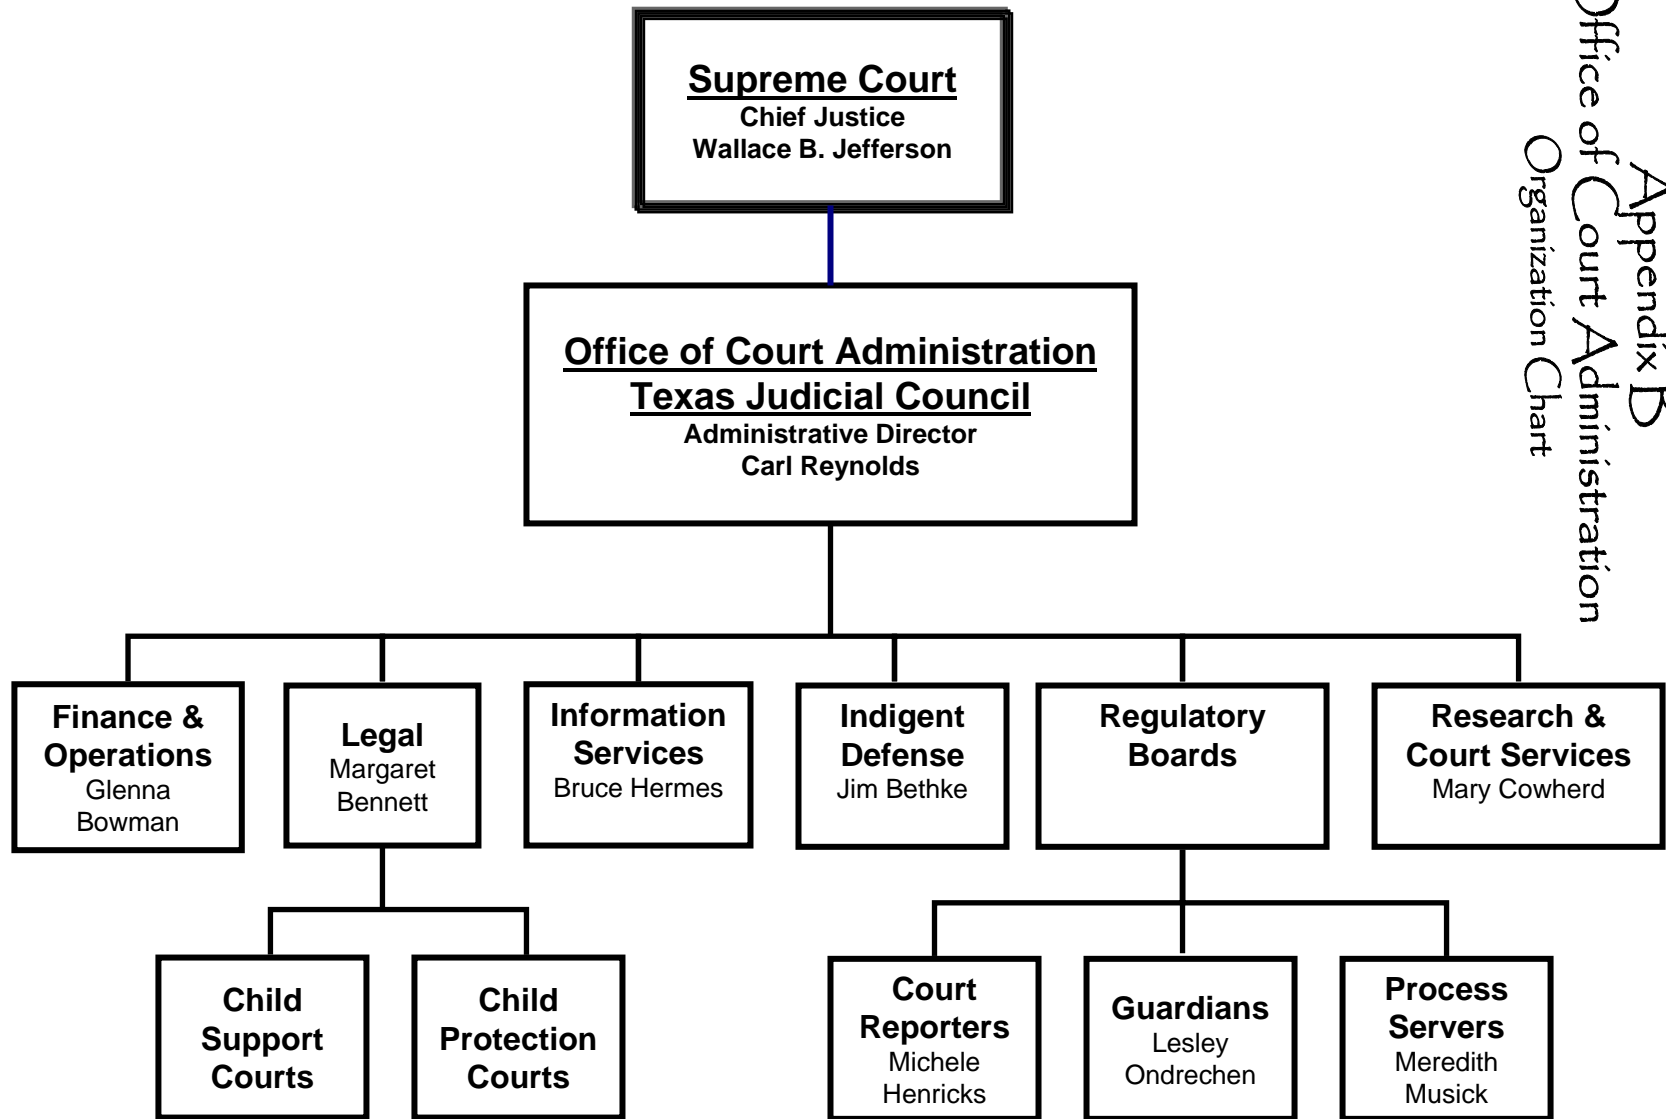 Appendix D
Office of Court Administration
Organization Chart
Supreme Court
Chief Justice
Wallace B. Jefferson
Office of Court Administration
Texas Judicial Council
Administrative Director
Carl Reynolds
Finance &
Operations
Glenna
Bowman
Legal
Margaret
Bennett
Information
Services
Bruce Hermes
Indigent
Defense
Jim Bethke
Regulatory
Boards
Research &
Court Services
Mary Cowherd
Child
Support
Courts
Child
Protection
Courts
Court
Reporters
Michele
Henricks
Guardians
Lesley
Ondrechen
Process
Servers
Meredith
Musick